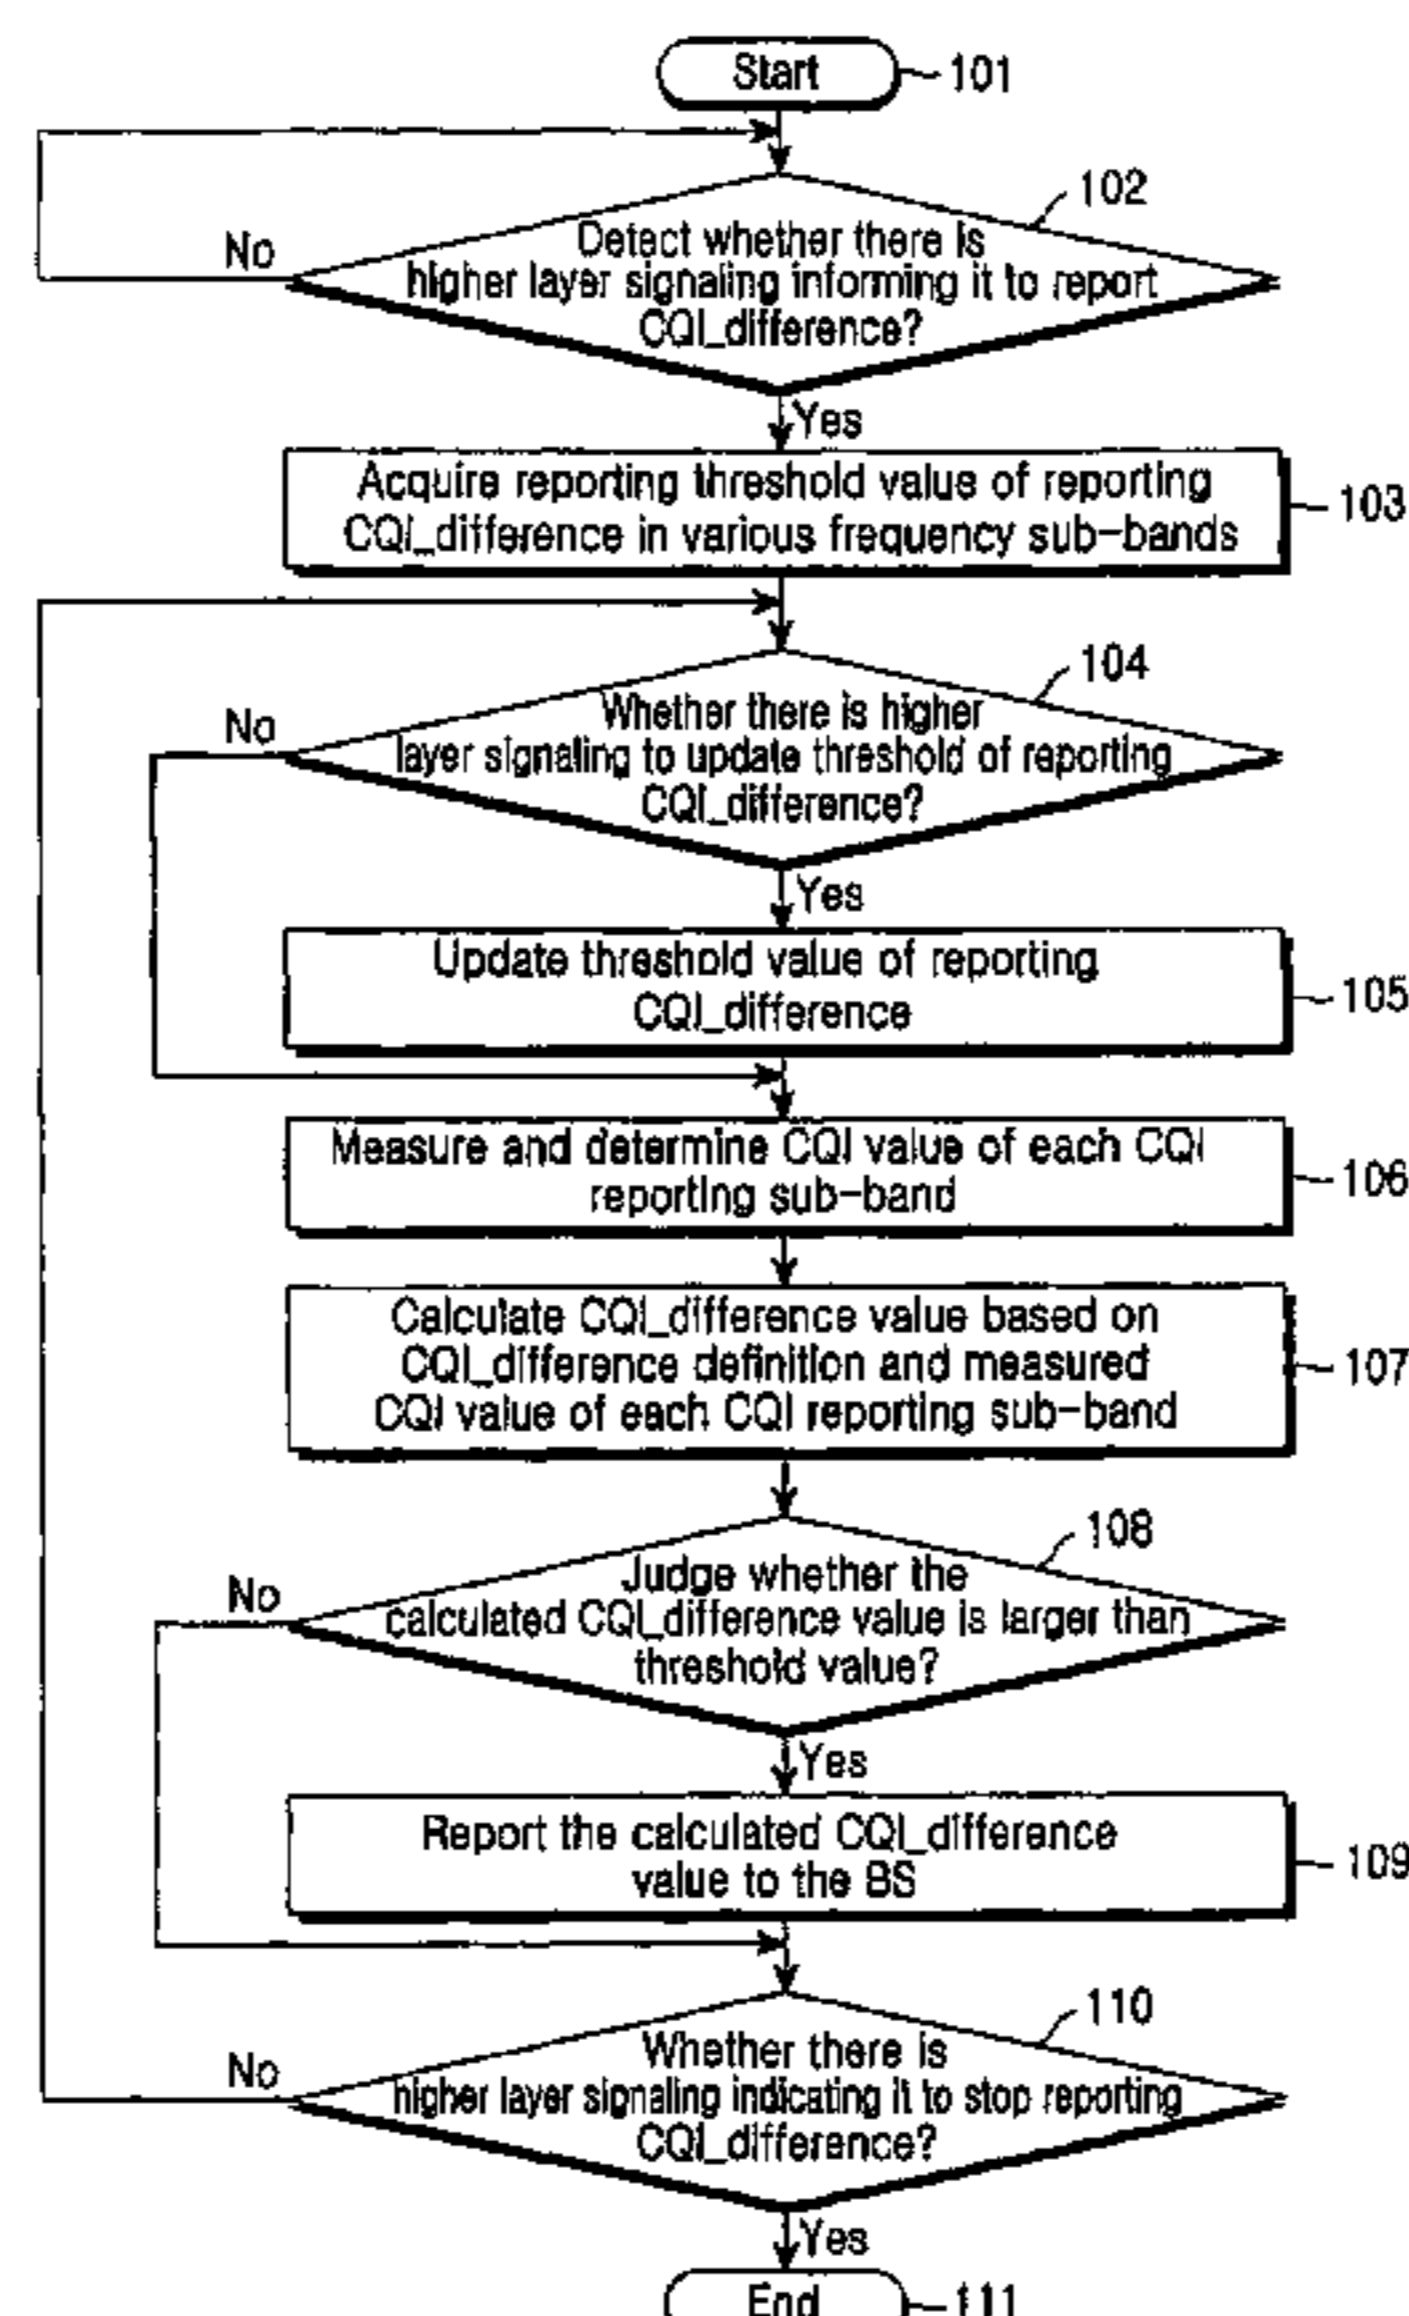 Start
101
102
No
Detect whether there is
higher layer signaling informing it to report
CQI_difference?
Yes
Acquire reporting threshold value of reporting
CQI_difference in various frequency sub-bands
103
104
No
Whether there is higher
layer signaling to update threshold of reporting
CQI_difference?
Yes
Update threshold value of reporting
CQI_difference
105
Measure and determine CQI value of each CQI
reporting sub-band
106
Calculate CQI_difference value based on
CQI_difference definition and measured
CQI value of each CQI reporting sub-band
107
108
No
Judge whether the
calculated CQI_difference value is larger than
threshold value?
Yes
Report the calculated CQI_difference
value to the BS
109
110
No
Whether there is
higher layer signaling indicating it to stop reporting
CQI_difference?
Yes
End
111